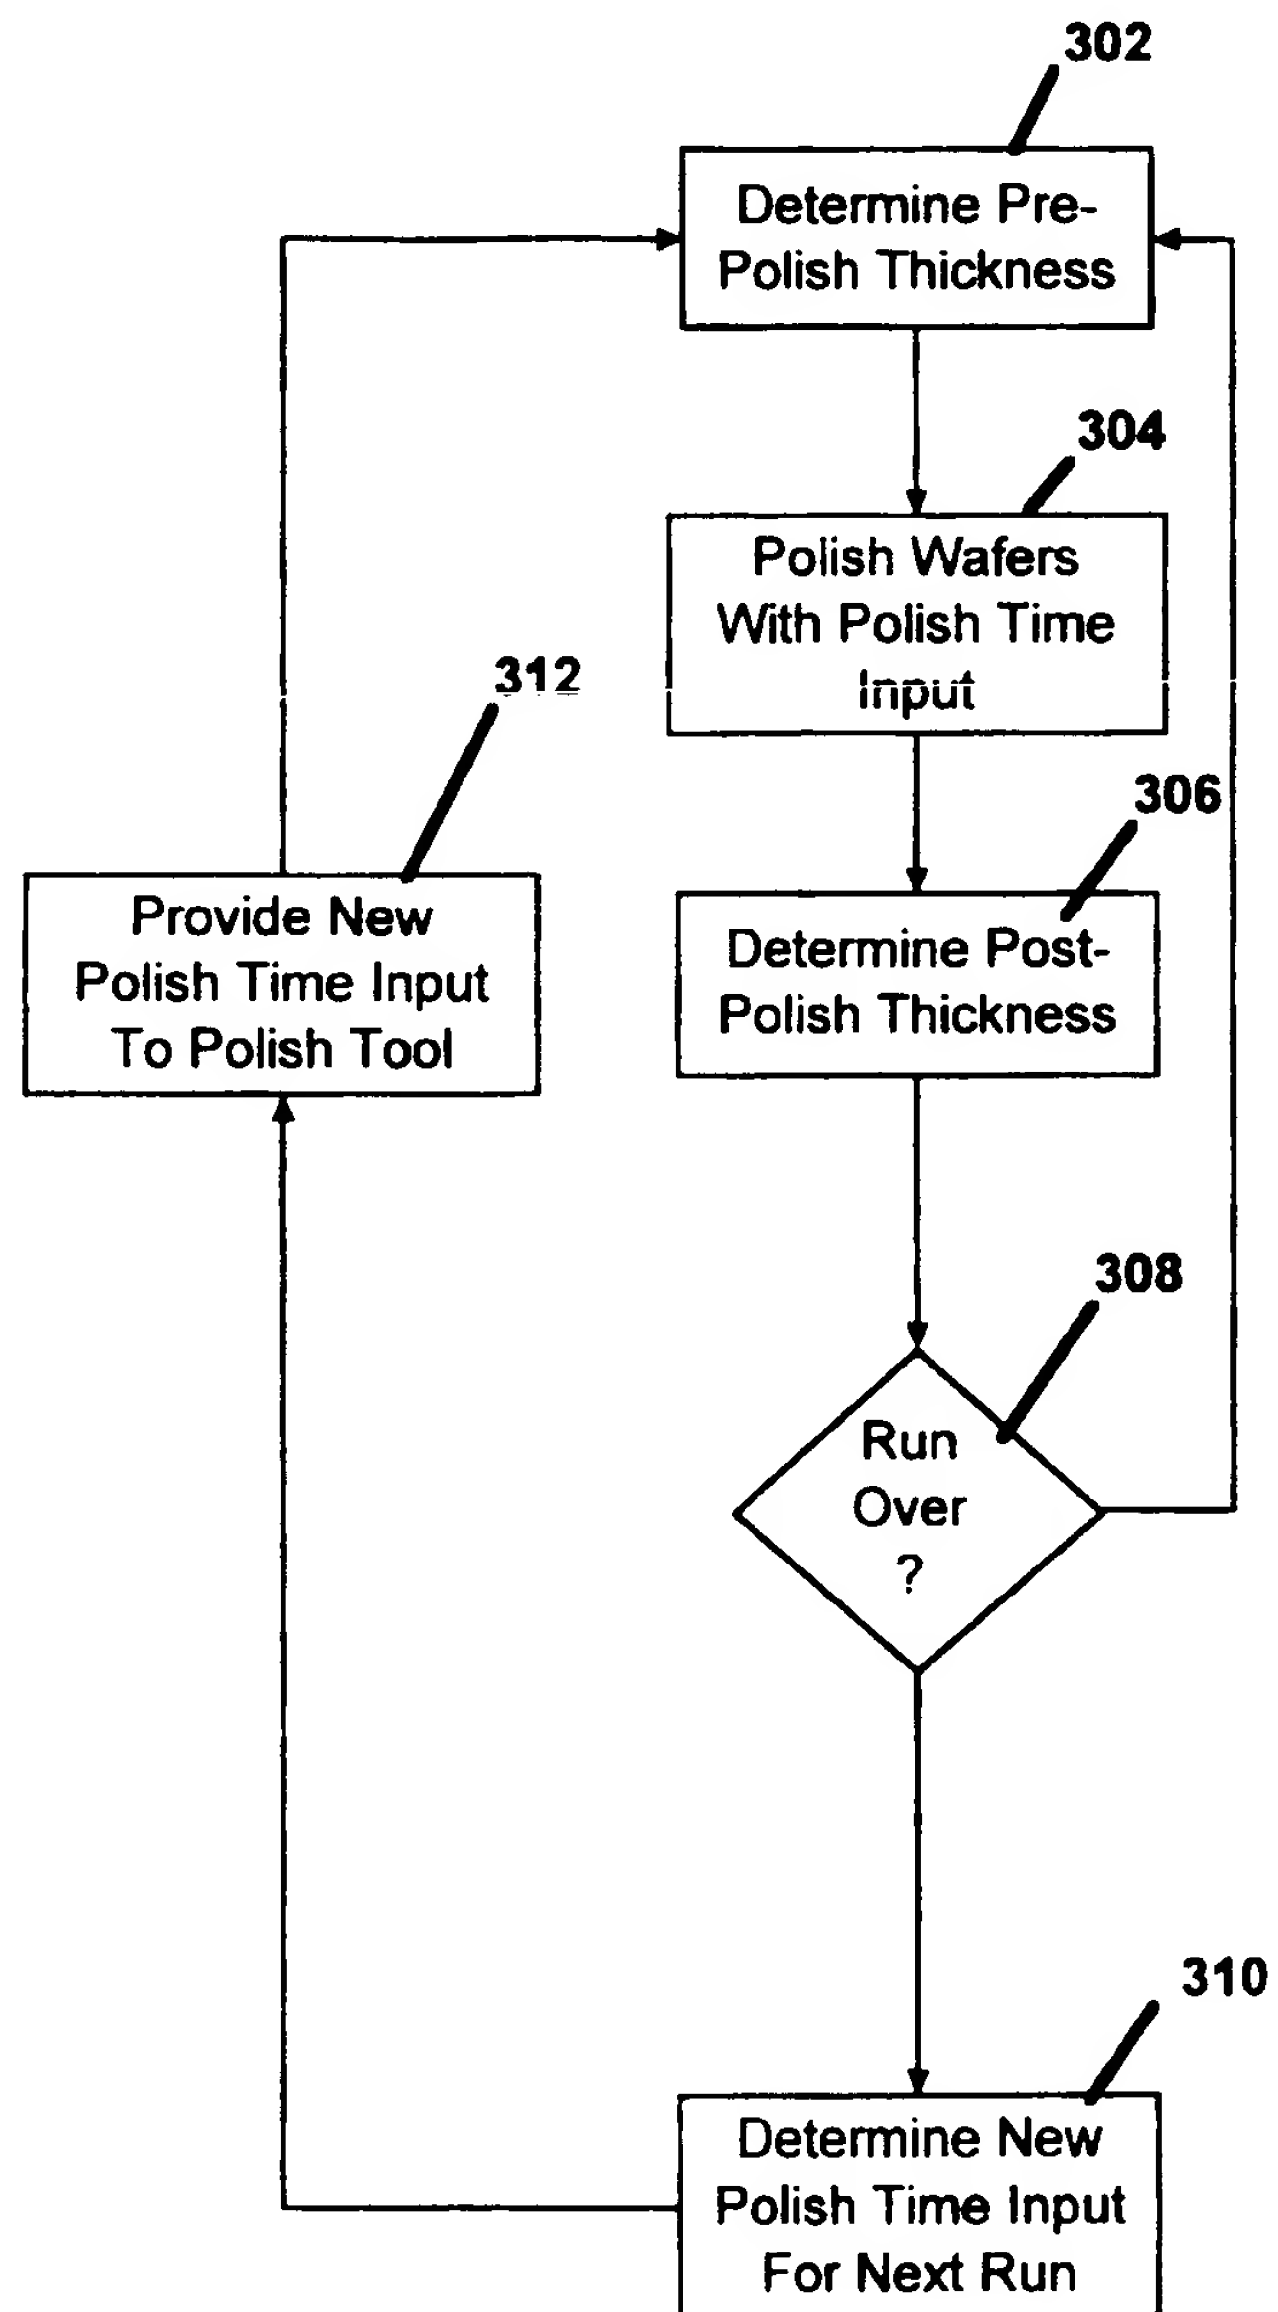 302
Determine Pre-
Polish Thickness
304
Polish Wafers
With Polish Time
Input
312
306
Provide New
Polish Time Input
To Polish Tool
Determine Post-
Polish Thickness
308
Run
Over
?
310
Determine New
Polish Time Input
For Next Run